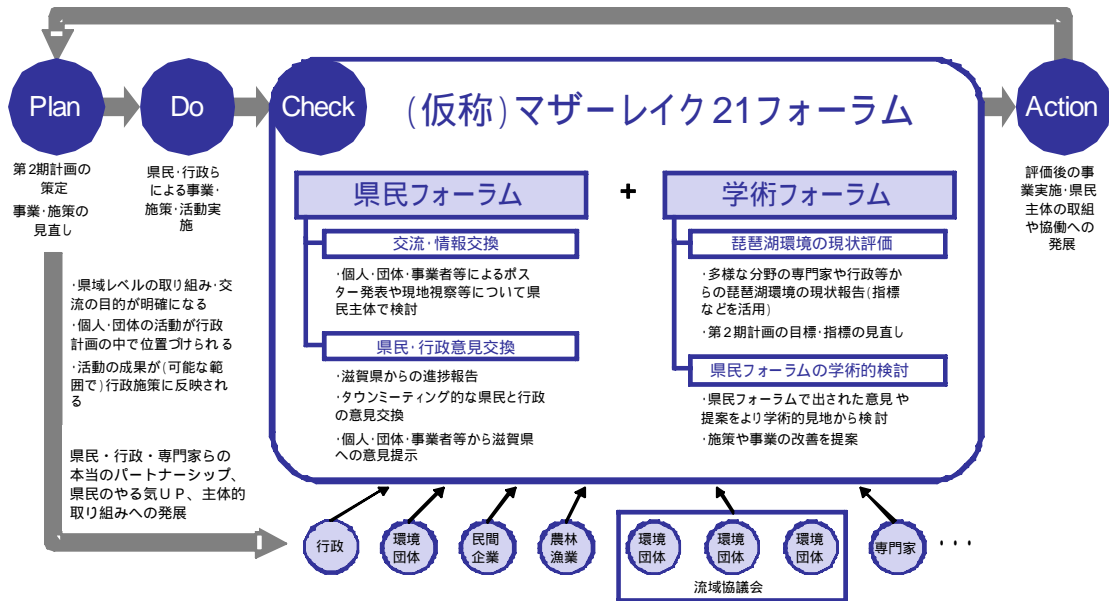 Plan
Do
Check
(仮称)マザーレイク21フォーラム
Action
第2期計画の
策定
事業・施策の
見直し
県民・行政ら
による事業・
施策・活動実
施
評価後の事
業実施・県民
主体の取組
や協働への
発展
県民フォーラム
+
学術フォーラム
交流・情報交換
・個人・団体・事業者等によるポス
ター発表や現地視察等について県
民主体で検討
県民・行政意見交換
・滋賀県からの進捗報告
・タウンミーティング的な県民と行政
の意見交換
・個人・団体・事業者等から滋賀県
への意見提示
琵琶湖環境の現状評価
・多様な分野の専門家や行政等か
らの琵琶湖環境の現状報告(指標
などを活用)
・第2期計画の目標・指標の見直し
県民フォーラムの学術的検討
・県民フォーラムで出された意見や
提案をより学術的見地から検討
・施策や事業の改善を提案
・県域レベルの取り組み・交
流の目的が明確になる
・個人・団体の活動が行政
計画の中で位置づけられる
・活動の成果が(可能な範
囲で)行政施策に反映され
る
県民・行政・専門家らの
本当のパートナーシップ、
県民のやる気UP、主体的
取り組みへの発展
行政
環境
団体
民間
企業
農林
漁業
環境
団体
環境
団体
環境
団体
流域協議会
専門家
・・・